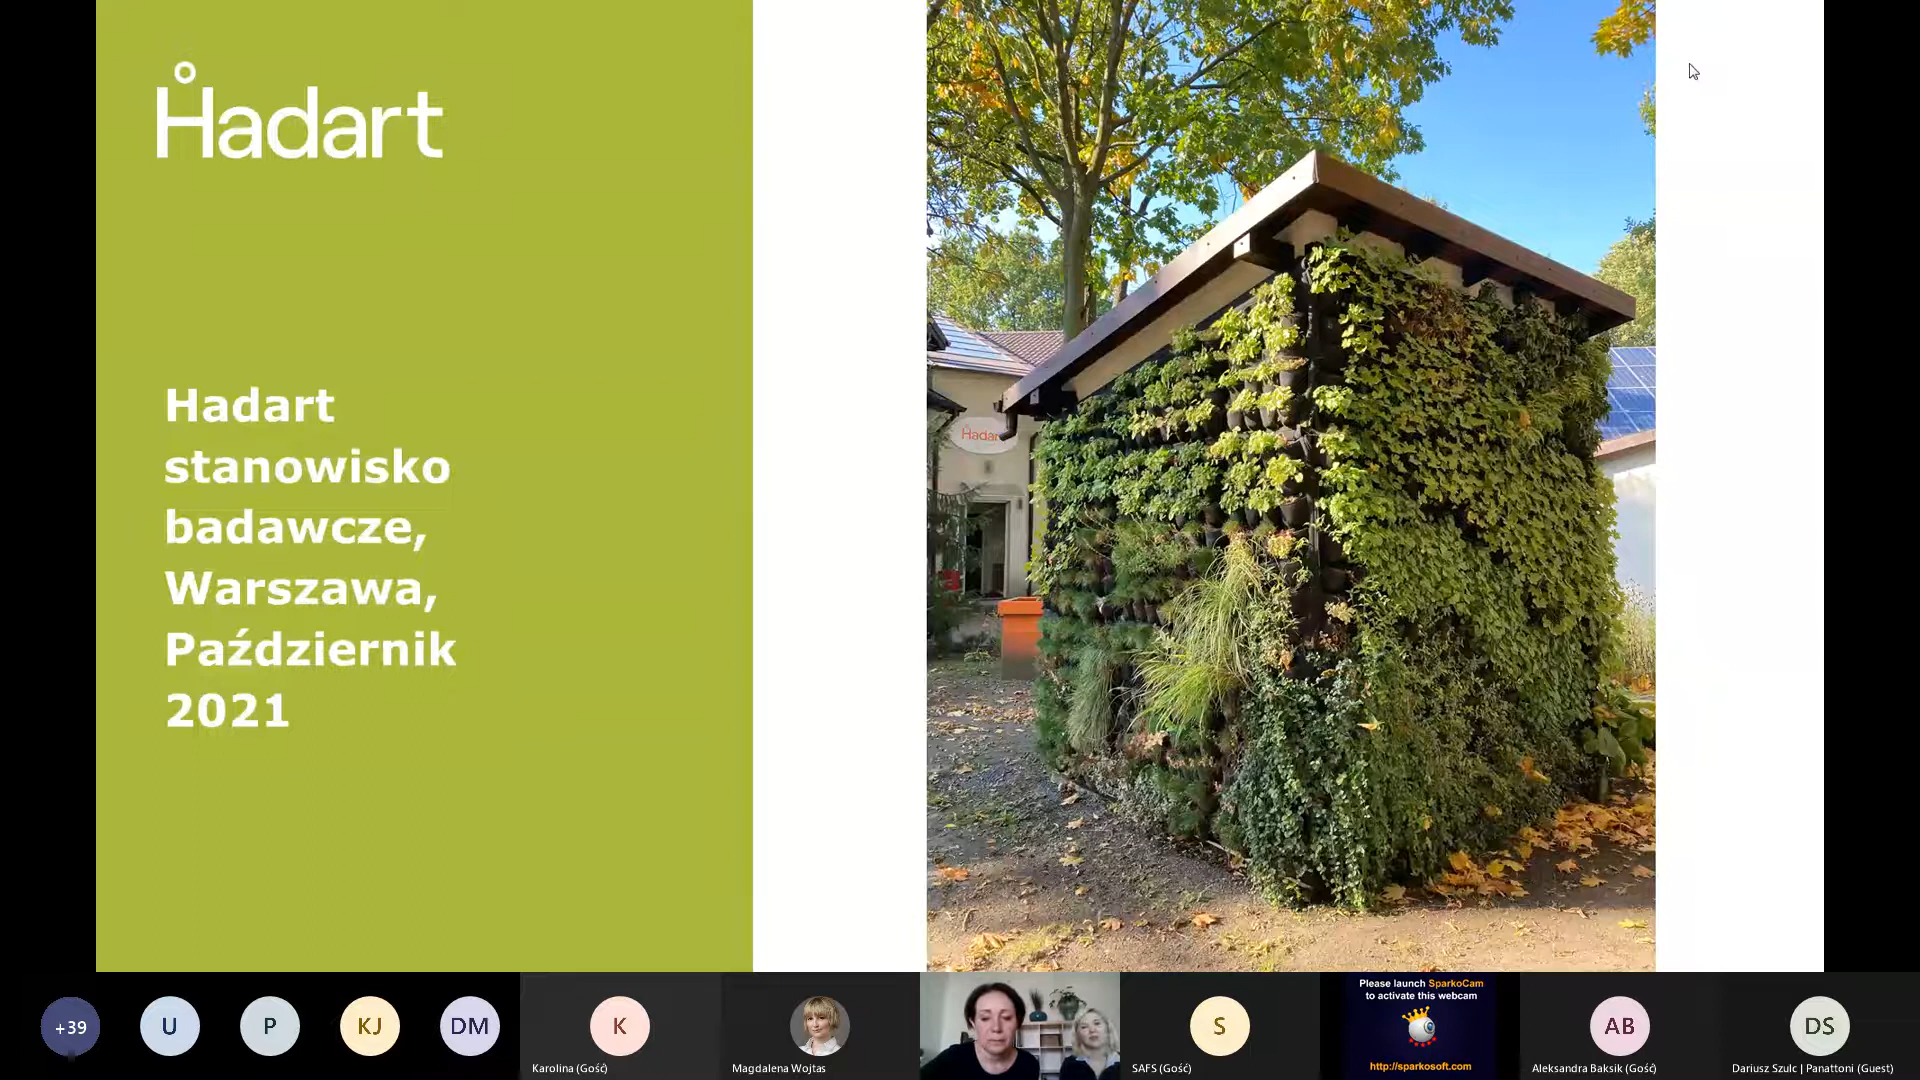 Hadart
Hadart
stanowisko
badawcze,
Warszawa,
Październik
2021
Hadart
+39
U
P
KJ
DM
K
Karolina (Gość)
Magdalena Wojtas
S
SAFS (Gość)
Please launch SparkoCam
to activate this webcam
http://sparkosoft.com
AB
Aleksandra Baksik (Gość)
DS
Dariusz Szulc | Panattoni (Guest)